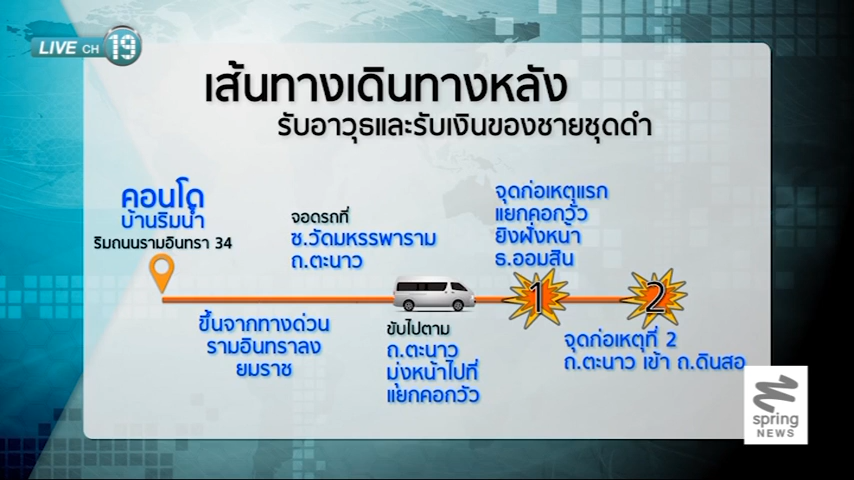 LIVE CH 19
เส้นทางเดินทางหลัง
รับอาวุธและรับเงินของชายชุดดำ
คอนโด
บ้านริมน้ำ
ริมถนนรามอินทรา 34
ขึ้นจากทางด่วน
รามอินทราลง
ยมราช
จอดรถที่
ซ.วัดมหรรพาราม
ถ.ตะนาว
ขับไปตาม
ถ.ตะนาว
มุ่งหน้าไปที่
แยกคอกวัว
จุดก่อเหตุแรก
แยกคอกวัว
ยิงฝั่งหน้า
ธ.ออมสิน
1
2
จุดก่อเหตุที่ 2
ถ.ตะนาว เข้า ถ.ดินสอ
spring
NEWS